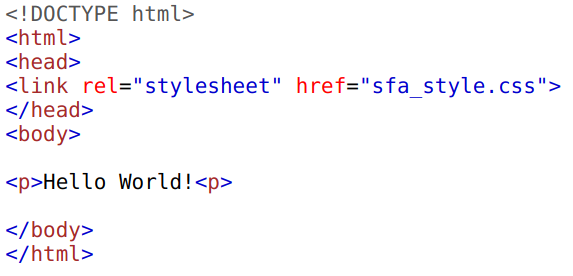 <!DOCTYPE html>
<html>
<head>
<link rel="stylesheet" href="sfa_style.css">
</head>
<body>
<p>Hello World!<p>
</body>
</html>